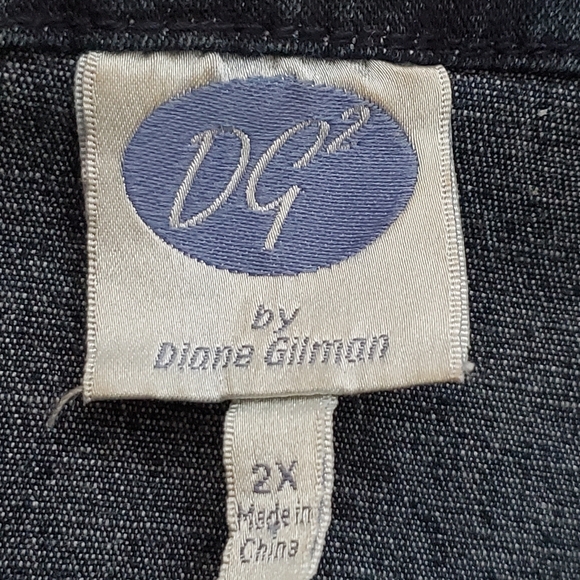 DG²
by
Diane Gilman
2X
Made in
China